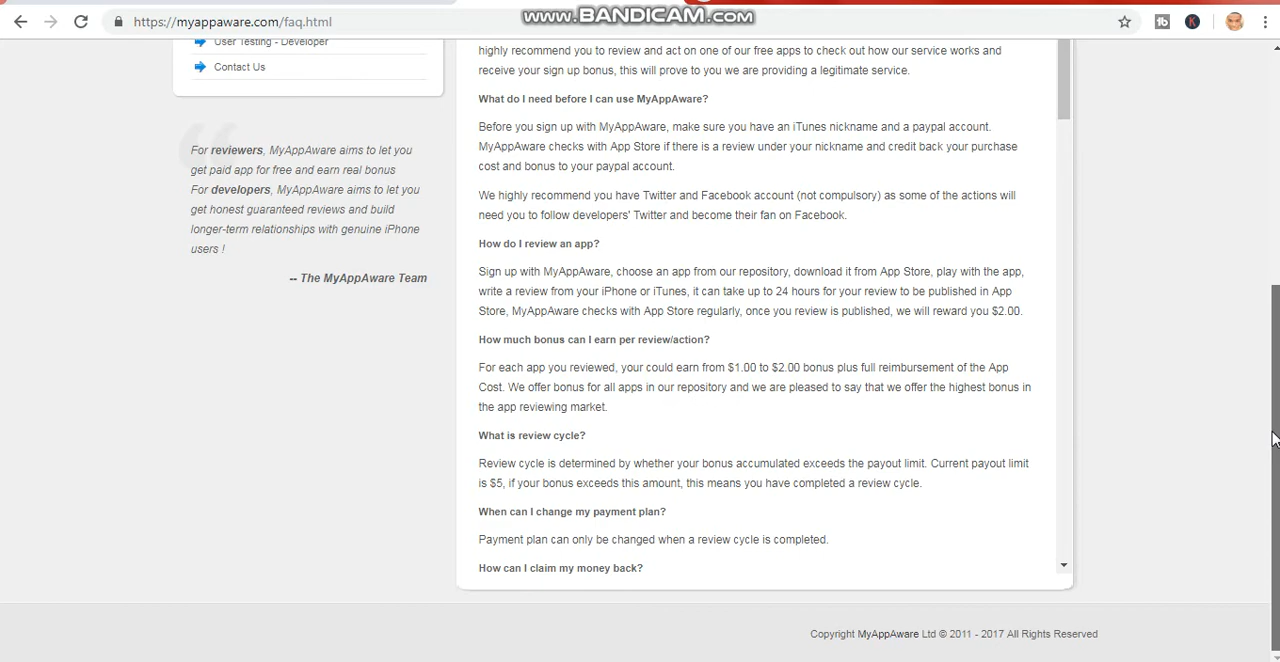 https://myappaware.com/faq.html
www.BANDICAM.com
User Testing - Developer
Contact Us
For reviewers, MyAppAware aims to let you
get paid app for free and earn real bonus
For developers, MyAppAware aims to let you
get honest guaranteed reviews and build
longer-term relationships with genuine iPhone
users !
-- The MyAppAware Team
highly recommend you to review and act on one of our free apps to check out how our service works and
receive your sign up bonus, this will prove to you we are providing a legitimate service.
What do I need before I can use MyAppAware?
Before you sign up with MyAppAware, make sure you have an iTunes nickname and a paypal account.
MyAppAware checks with App Store if there is a review under your nickname and credit back your purchase
cost and bonus to your paypal account.
We highly recommend you have Twitter and Facebook account (not compulsory) as some of the actions will
need you to follow developers' Twitter and become their fan on Facebook.
How do I review an app?
Sign up with MyAppAware, choose an app from our repository, download it from App Store, play with the app,
write a review from your iPhone or iTunes, it can take up to 24 hours for your review to be published in App
Store, MyAppAware checks with App Store regularly, once you review is published, we will reward you $2.00.
How much bonus can I earn per review/action?
For each app you reviewed, your could earn from $1.00 to $2.00 bonus plus full reimbursement of the App
Cost. We offer bonus for all apps in our repository and we are pleased to say that we offer the highest bonus in
the app reviewing market.
What is review cycle?
Review cycle is determined by whether your bonus accumulated exceeds the payout limit. Current payout limit
is $5, if your bonus exceeds this amount, this means you have completed a review cycle.
When can I change my payment plan?
Payment plan can only be changed when a review cycle is completed.
How can I claim my money back?
Copyright MyAppAware Ltd © 2011 - 2017 All Rights Reserved